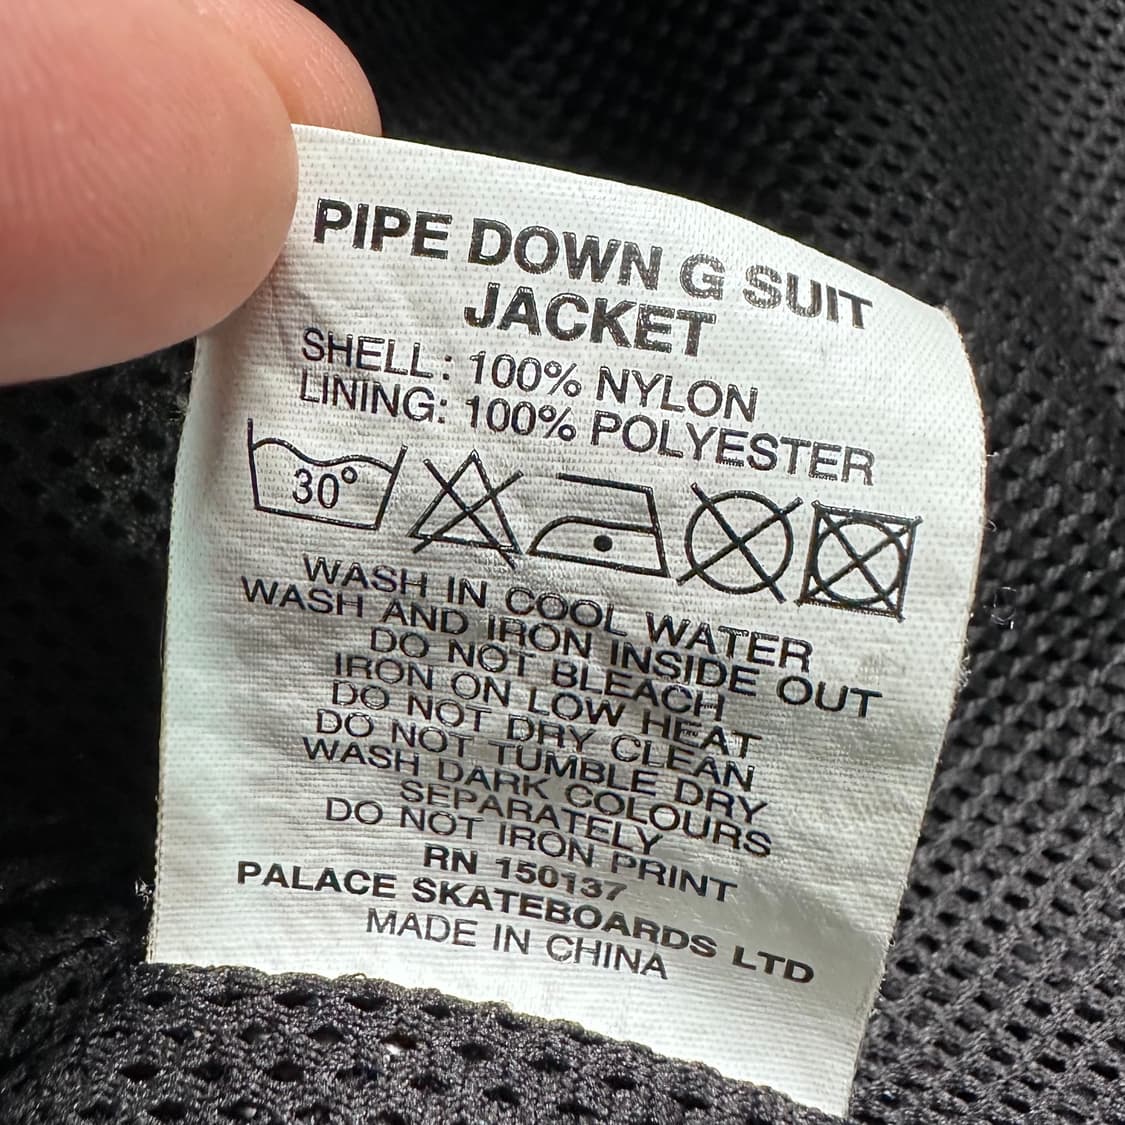 PIPE DOWN G SUIT
JACKET
SHELL: 100% NYLON
LINING: 100% POLYESTER
30°
WASH IN COOL WATER
WASH AND IRON INSIDE OUT
DO NOT BLEACH
IRON ON LOW HEAT
DO NOT DRY CLEAN
DO NOT TUMBLE DRY
WASH DARK COLOURS
SEPARATELY
DO NOT IRON PRINT
RN 150137
PALACE SKATEBOARDS LTD
MADE IN CHINA